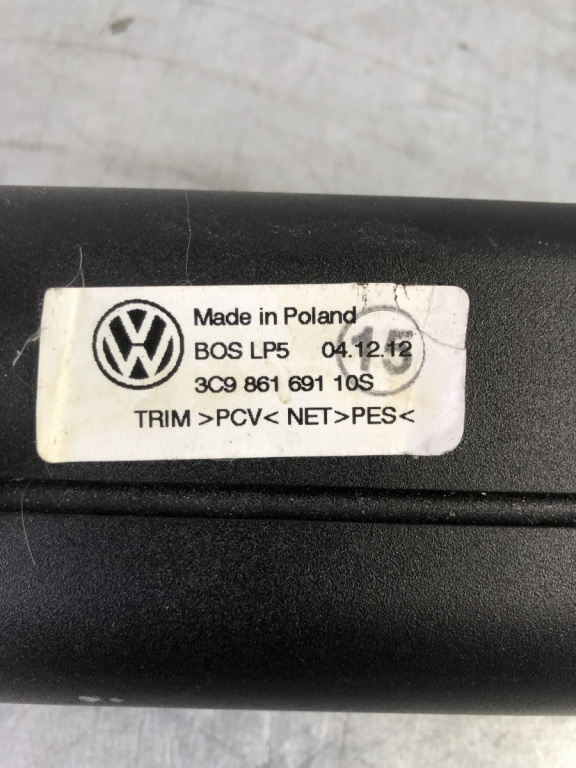 Made in Poland
BOS LP5 04.12.12
15
3C9 861 691 10S
TRIM >PCV< NET>PES<